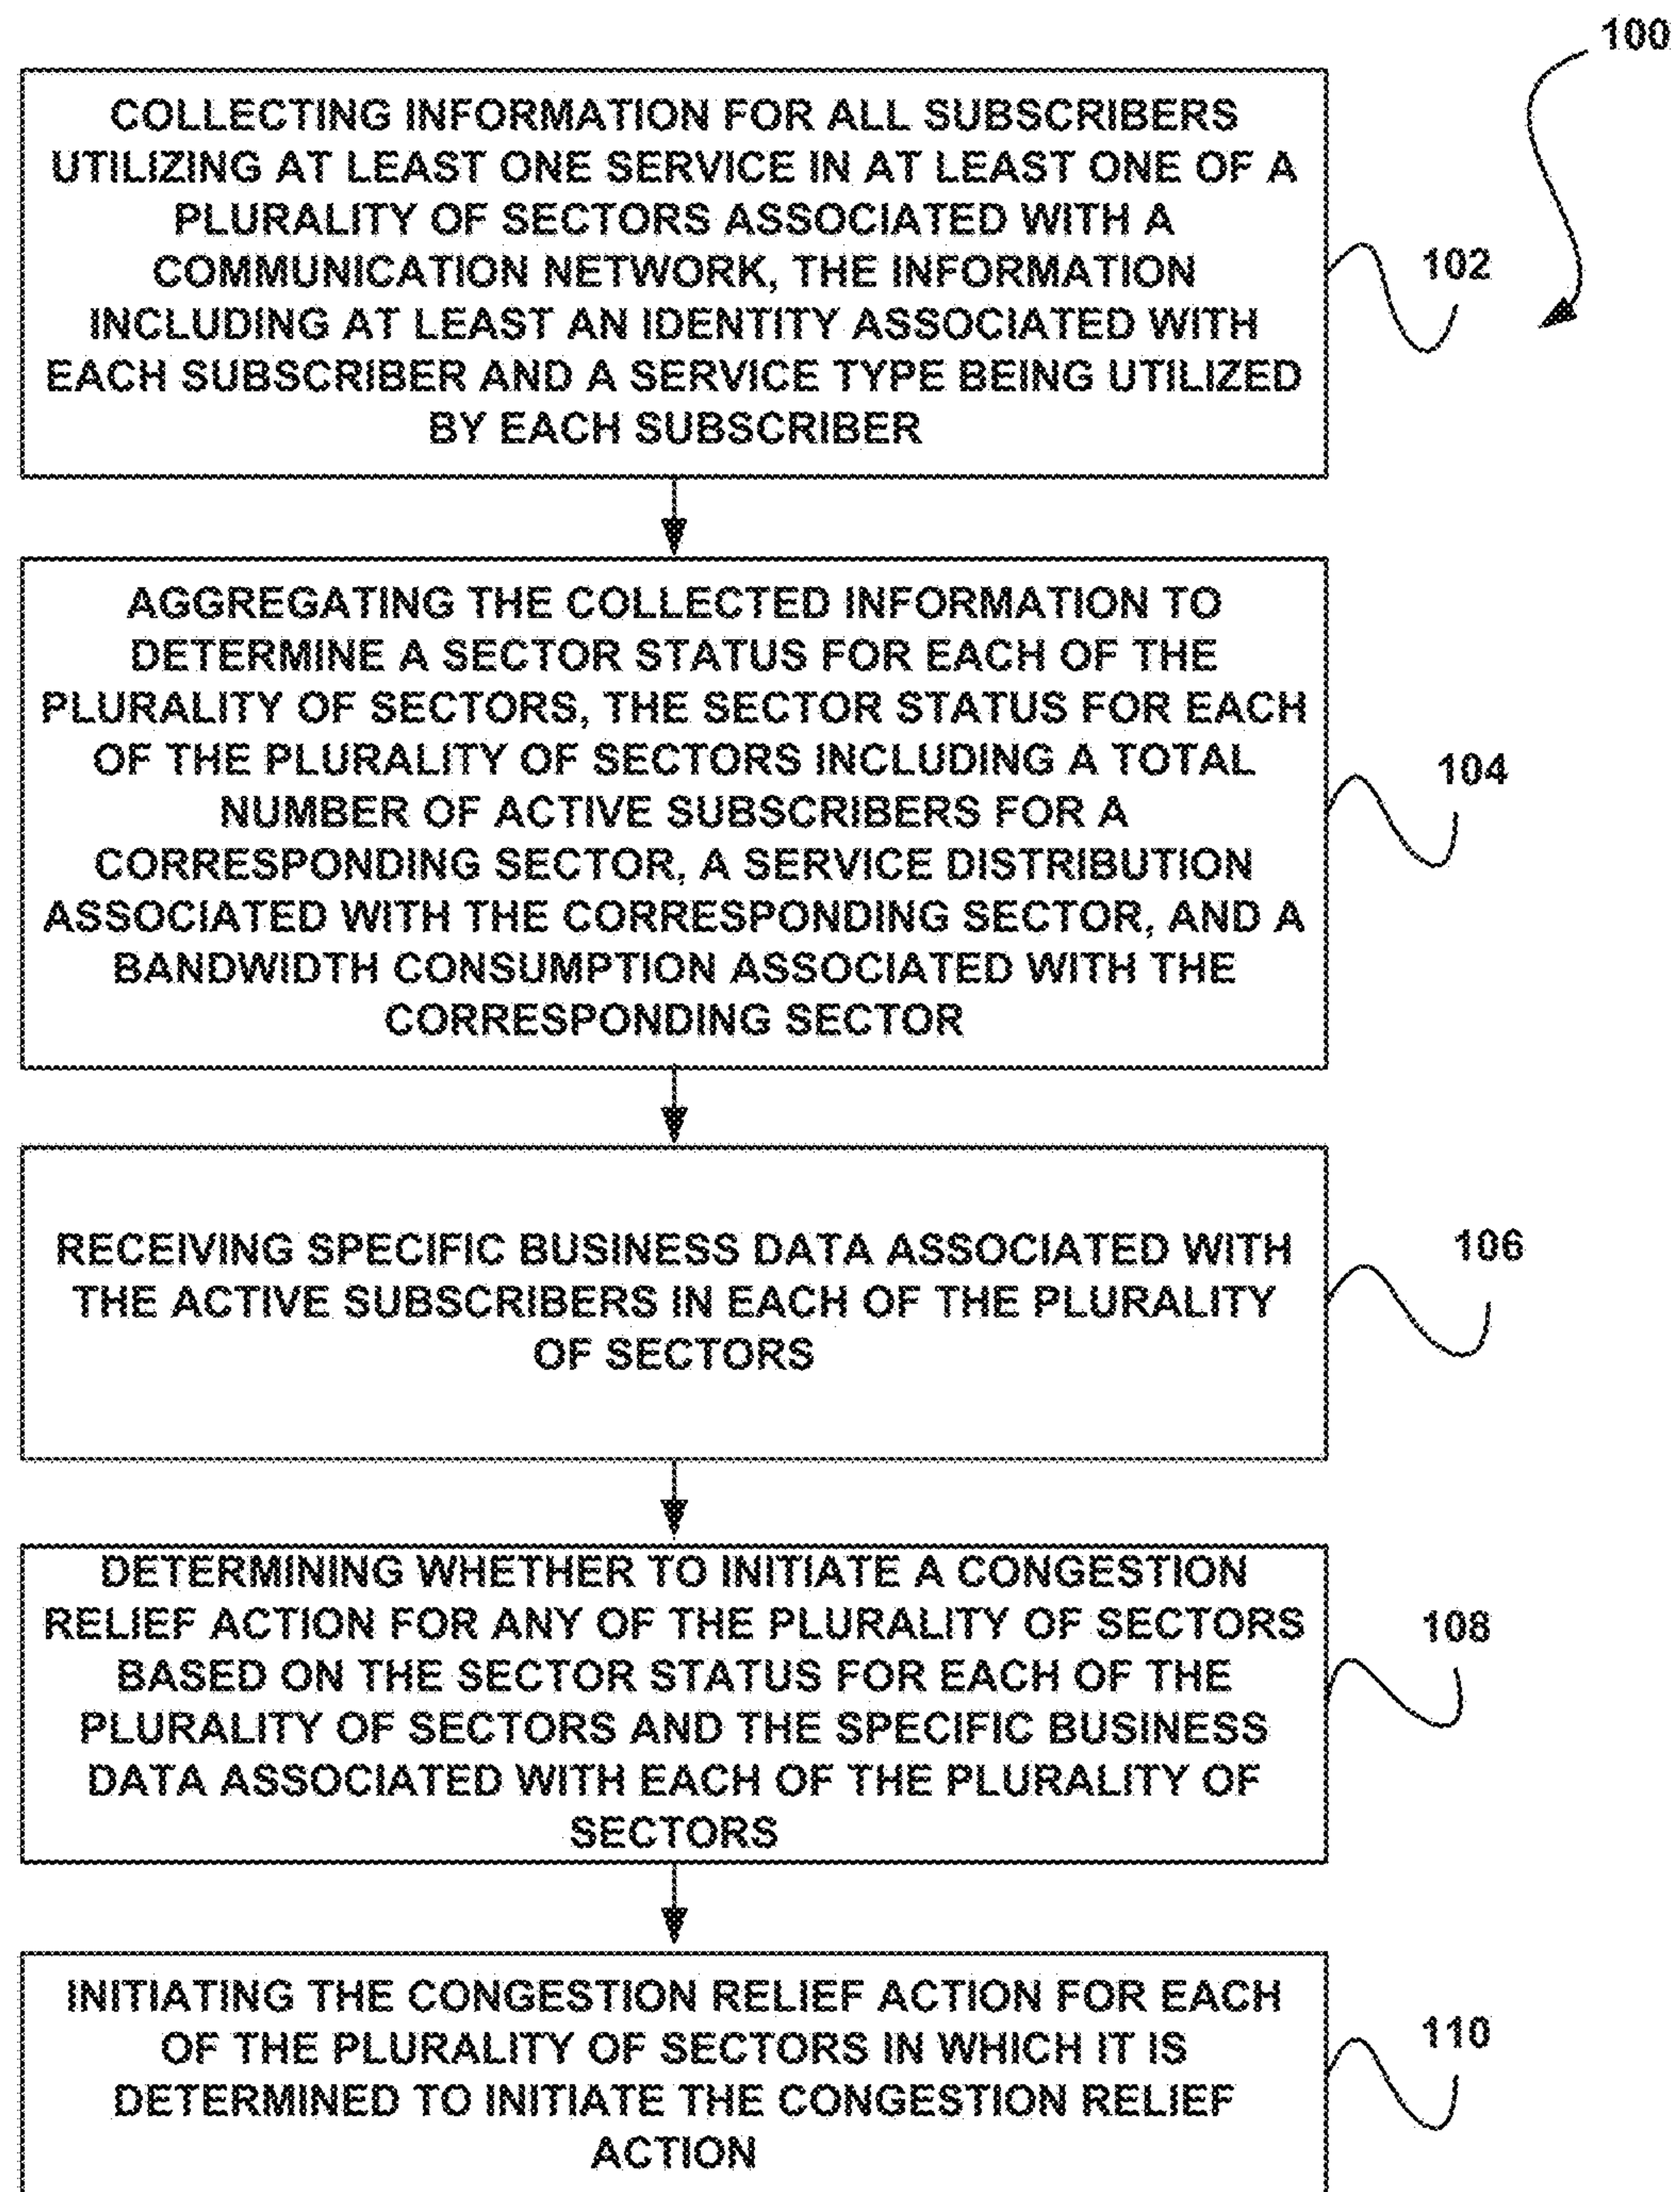 100
COLLECTING INFORMATION FOR ALL SUBSCRIBERS
UTILIZING AT LEAST ONE SERVICE IN AT LEAST ONE OF A
PLURALITY OF SECTORS ASSOCIATED WITH A
COMMUNICATION NETWORK, THE INFORMATION
INCLUDING AT LEAST AN IDENTITY ASSOCIATED WITH
EACH SUBSCRIBER AND A SERVICE TYPE BEING UTILIZED
BY EACH SUBSCRIBER
102
AGGREGATING THE COLLECTED INFORMATION TO
DETERMINE A SECTOR STATUS FOR EACH OF THE
PLURALITY OF SECTORS, THE SECTOR STATUS FOR EACH
OF THE PLURALITY OF SECTORS INCLUDING A TOTAL
NUMBER OF ACTIVE SUBSCRIBERS FOR A
CORRESPONDING SECTOR, A SERVICE DISTRIBUTION
ASSOCIATED WITH THE CORRESPONDING SECTOR, AND A
BANDWIDTH CONSUMPTION ASSOCIATED WITH THE
CORRESPONDING SECTOR
104
RECEIVING SPECIFIC BUSINESS DATA ASSOCIATED WITH
THE ACTIVE SUBSCRIBERS IN EACH OF THE PLURALITY
OF SECTORS
106
DETERMINING WHETHER TO INITIATE A CONGESTION
RELIEF ACTION FOR ANY OF THE PLURALITY OF SECTORS
BASED ON THE SECTOR STATUS FOR EACH OF THE
PLURALITY OF SECTORS AND THE SPECIFIC BUSINESS
DATA ASSOCIATED WITH EACH OF THE PLURALITY OF
SECTORS
108
INITIATING THE CONGESTION RELIEF ACTION FOR EACH
OF THE PLURALITY OF SECTORS IN WHICH IT IS
DETERMINED TO INITIATE THE CONGESTION RELIEF
ACTION
110